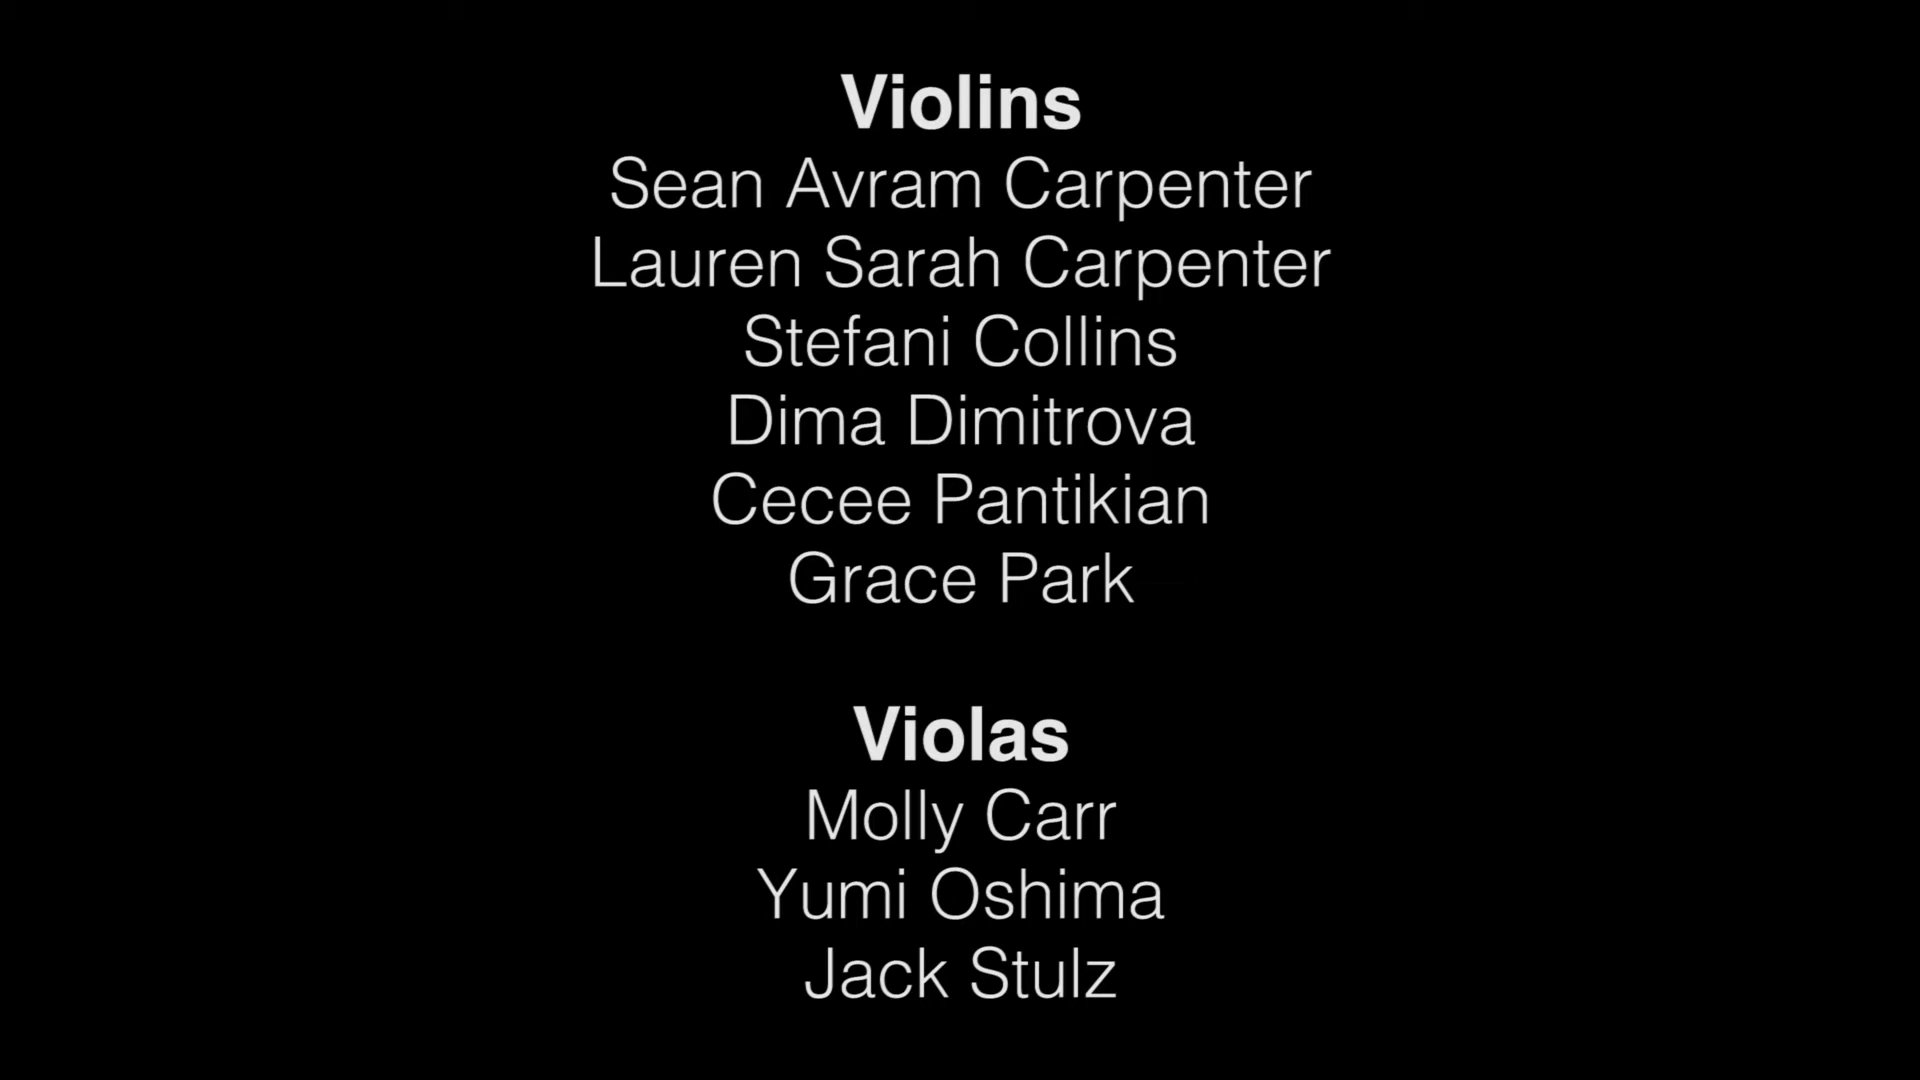 Violins
Sean Avram Carpenter
Lauren Sarah Carpenter
Stefani Collins
Dima Dimitrova
Cecee Pantikian
Grace Park
Violas
Molly Carr
Yumi Oshima
Jack Stulz